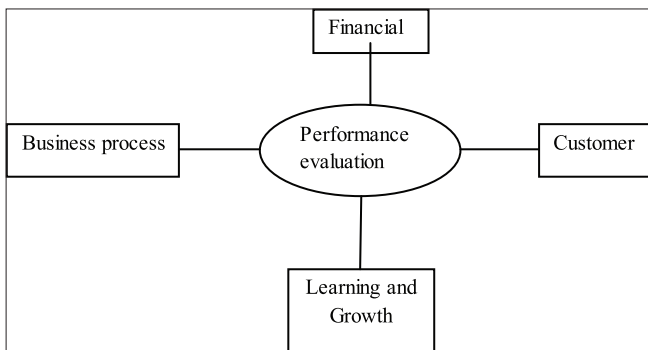 Financial
Business process
Performance
evaluation
Customer
Learning and
Growth